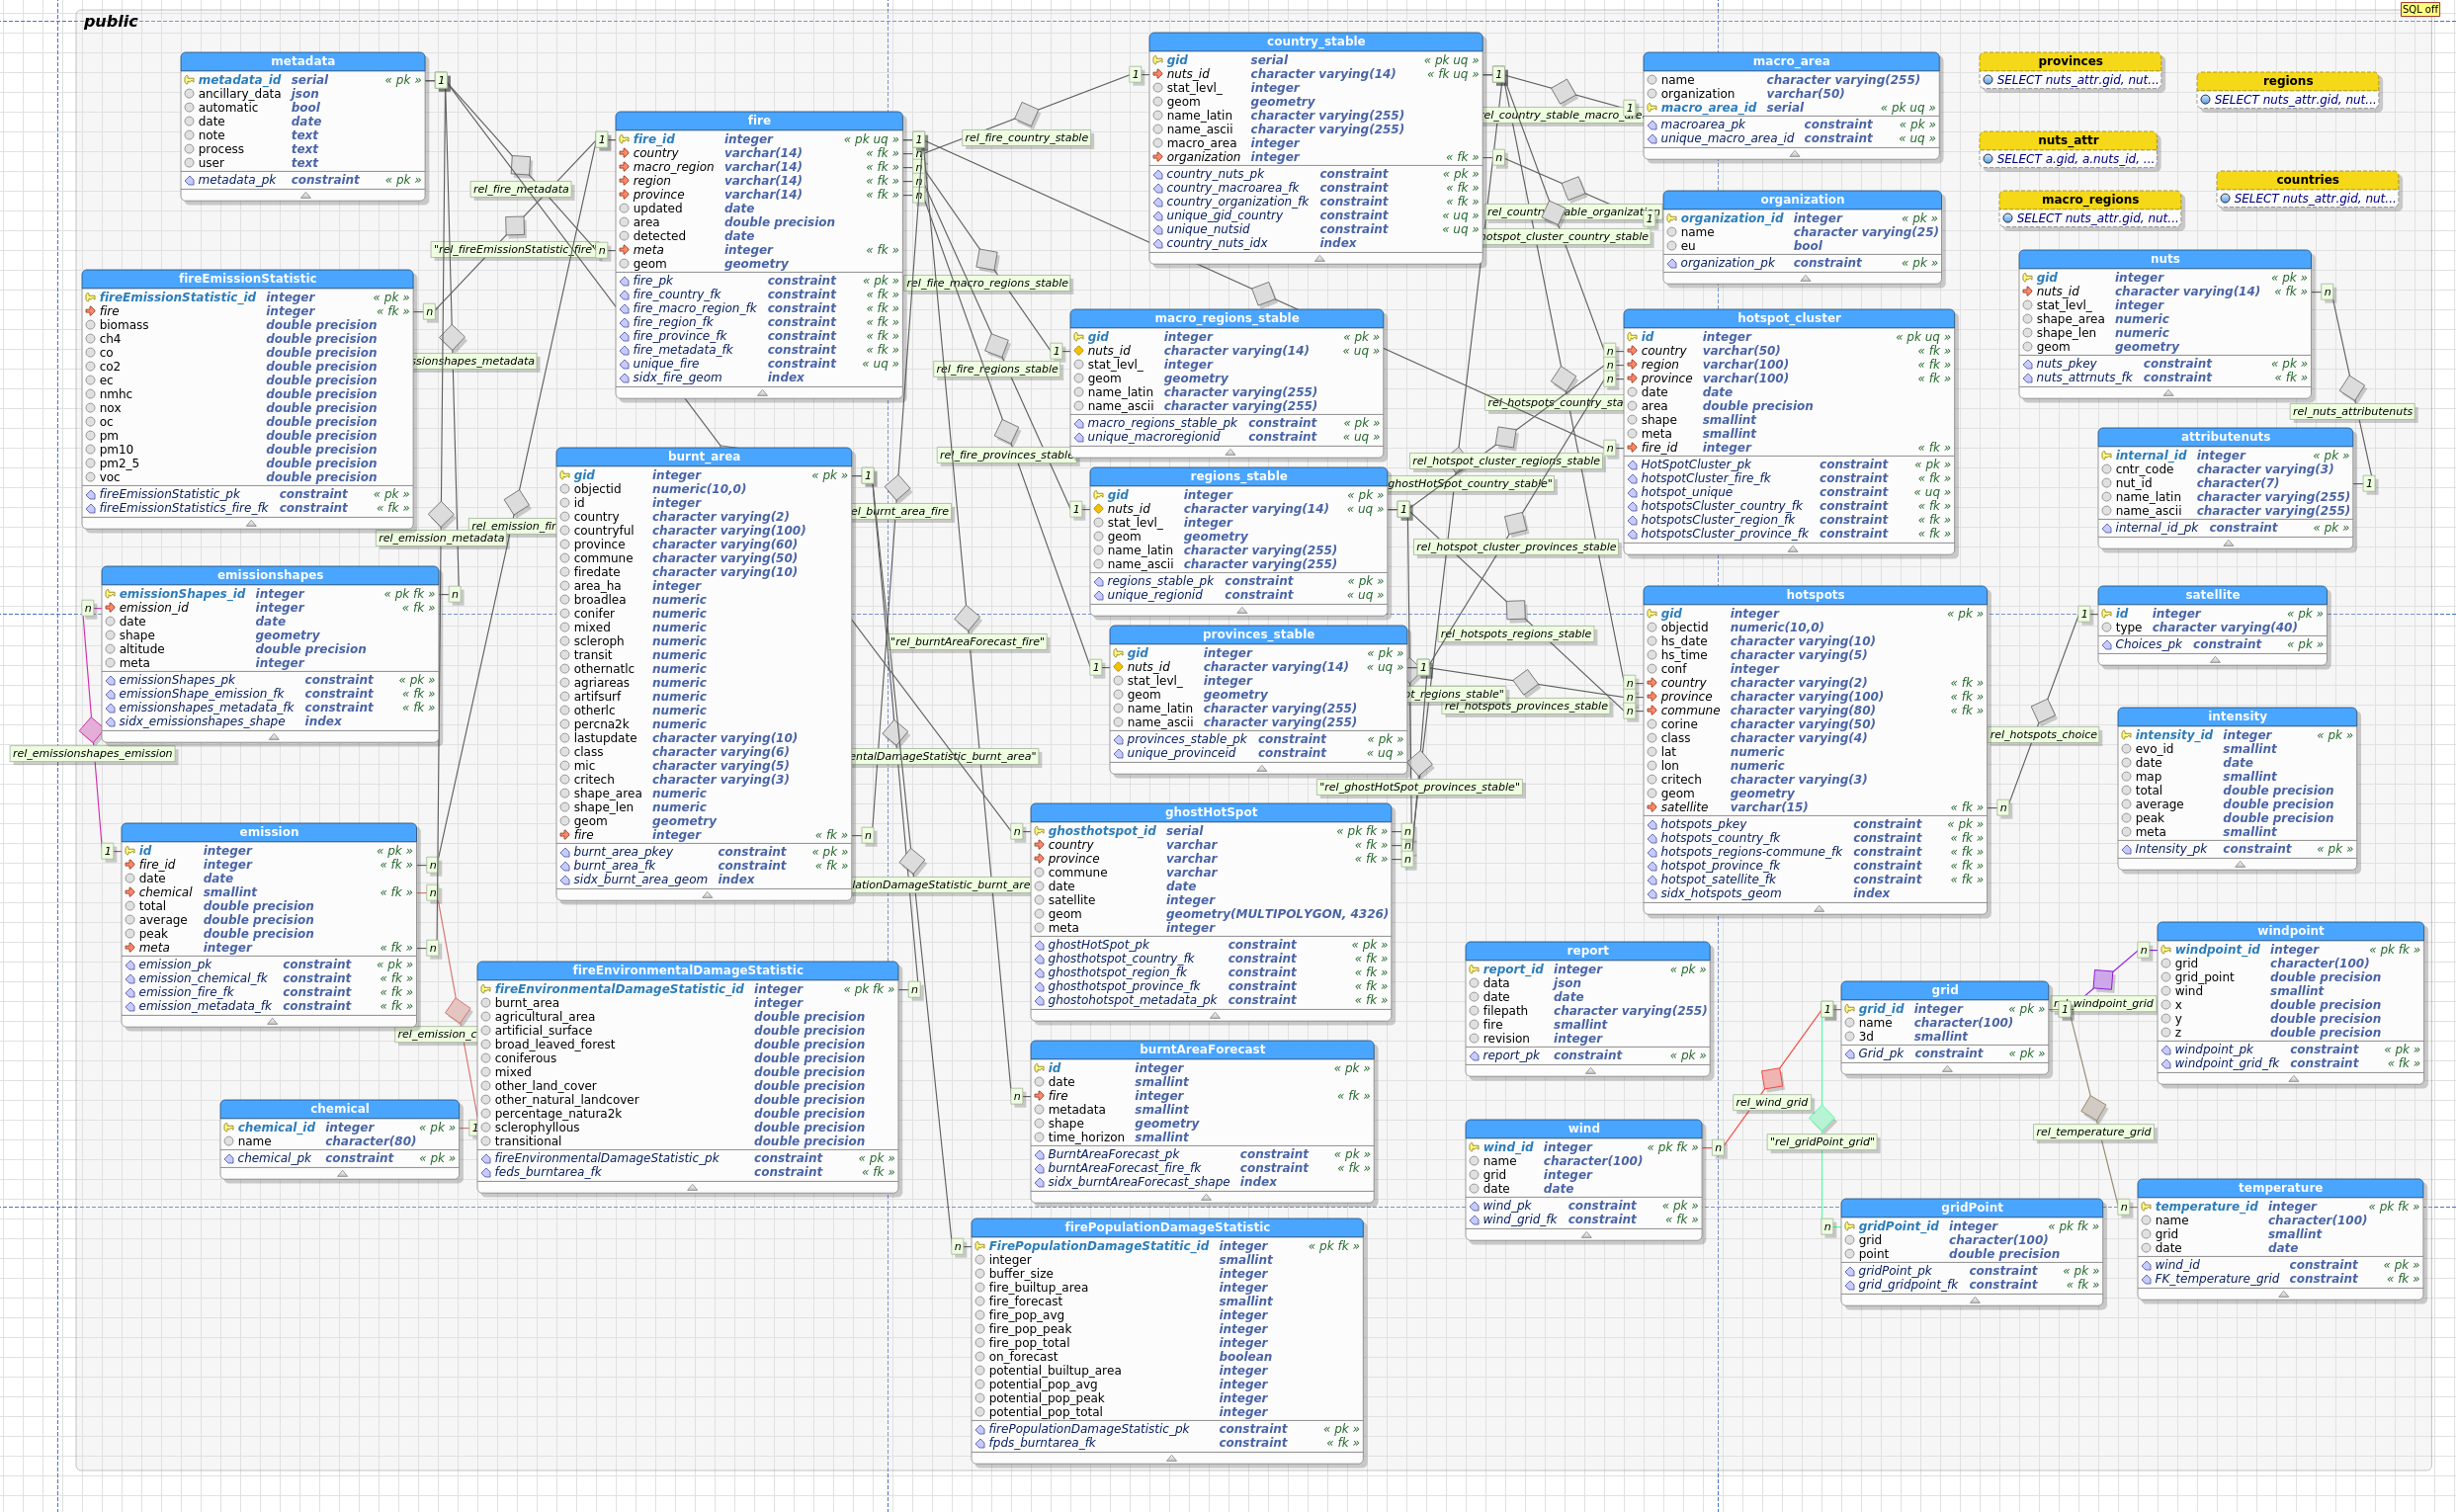 SQL off
public
metadata
metadata_id serial « pk »
ancillary_data json
automatic bool
date date
note text
process text
user text
metadata_pk constraint « pk »
fire
fire_id integer « pk uq »
country varchar(14) « fk »
macro_region varchar(14) « fk »
region varchar(14) « fk »
province varchar(14) « fk »
updated date
area double precision
detected date
meta integer « fk »
geom geometry
fire_pk constraint « pk »
fire_country_fk constraint « fk »
fire_macro_region_fk constraint « fk »
fire_region_fk constraint « fk »
fire_province_fk constraint « fk »
fire_metadata_fk constraint « fk »
unique_fire constraint « uq »
sidx_fire_geom index
country_stable
gid serial « pk uq »
nuts_id character varying(14) « fk uq »
stat_levl_ integer
geom geometry
name_latin character varying(255)
name_ascii character varying(255)
macro_area integer
organization integer « fk »
country_nuts_pk constraint « pk »
country_macroarea_fk constraint « fk »
country_organization_fk constraint « fk »
unique_gid_country constraint « uq »
unique_nutsid constraint « uq »
country_nuts_idx index
macro_area
name character varying(255)
organization varchar(50)
macro_area_id serial « pk uq »
macroarea_pk constraint « pk »
unique_macro_area_id constraint « uq »
provinces
SELECT nuts_attr.gid, nut...
regions
SELECT nuts_attr.gid, nut...
nuts_attr
SELECT a.gid, a.nuts_id, ...
countries
SELECT nuts_attr.gid, nut...
macro_regions
SELECT nuts_attr.gid, nut...
organization
organization_id integer « pk »
name character varying(25)
eu bool
organization_pk constraint « pk »
nuts
gid integer « pk »
nuts_id character varying(14) « fk »
stat_levl_ integer
shape_area numeric
shape_len numeric
geom geometry
nuts_pkey constraint « pk »
nuts_attrnuts_fk constraint « fk »
fireEmissionStatistic
fireEmissionStatistic_id integer « pk »
fire integer « fk »
biomass double precision
ch4 double precision
co double precision
co2 double precision
ec double precision
nmhc double precision
nox double precision
oc double precision
pm double precision
pm10 double precision
pm2_5 double precision
voc double precision
fireEmissionStatistic_pk constraint « pk »
fireEmissionStatistics_fire_fk constraint « fk »
macro_regions_stable
gid integer « pk »
nuts_id character varying(14) « uq »
stat_levl_ integer
geom geometry
name_latin character varying(255)
name_ascii character varying(255)
macro_regions_stable_pk constraint « pk »
unique_macroregionid constraint « uq »
hotspot_cluster
id integer « pk uq »
country varchar(50) « fk »
region varchar(100) « fk »
province varchar(100) « fk »
date date
area double precision
shape smallint
meta smallint
fire_id integer « fk »
HotSpotCluster_pk constraint « pk »
hotspotCluster_fire_fk constraint « fk »
hotspot_unique constraint « uq »
hotspotsCluster_country_fk constraint « fk »
hotspotsCluster_region_fk constraint « fk »
hotspotsCluster_province_fk constraint « fk »
attributenuts
internal_id integer « pk »
cntr_code character varying(3)
nut_id character(7)
name_latin character varying(255)
name_ascii character varying(255)
internal_id_pk constraint « pk »
burnt_area
gid integer « pk »
objectid numeric(10,0)
id integer
country character varying(2)
countryful character varying(100)
province character varying(60)
commune character varying(50)
firedate character varying(10)
area_ha integer
broadlea numeric
conifer numeric
mixed numeric
scleroph numeric
transit numeric
othernatlc numeric
agriareas numeric
artifsurf numeric
otherlc numeric
percna2k numeric
lastupdate character varying(10)
class character varying(6)
mic character varying(5)
critech character varying(3)
shape_area numeric
shape_len numeric
geom geometry
fire integer « fk »
burnt_area_pkey constraint « pk »
burnt_area_fk constraint « fk »
sidx_burnt_area_geom index
regions_stable
gid integer « pk »
nuts_id character varying(14) « uq »
stat_levl_ integer
geom geometry
name_latin character varying(255)
name_ascii character varying(255)
regions_stable_pk constraint « pk »
unique_regionid constraint « uq »
emissionshapes
emissionShapes_id integer « pk fk »
emission_id integer « fk »
date date
shape geometry
altitude double precision
meta integer
emissionShapes_pk constraint « pk »
emissionShape_emission_fk constraint « fk »
emissionshapes_metadata_fk constraint « fk »
sidx_emissionshapes_shape index
provinces_stable
gid integer « pk »
nuts_id character varying(14) « uq »
stat_levl_ integer
geom geometry
name_latin character varying(255)
name_ascii character varying(255)
provinces_stable_pk constraint « pk »
unique_provinceid constraint « uq »
hotspots
gid integer « pk »
objectid numeric(10,0)
hs_date character varying(10)
hs_time character varying(5)
conf integer
country character varying(2) « fk »
province character varying(100) « fk »
commune character varying(80) « fk »
corine character varying(50)
class character varying(4)
lat numeric
lon numeric
critech character varying(3)
geom geometry
satellite varchar(15) « fk »
hotspots_pkey constraint « pk »
hotspots_country_fk constraint « fk »
hotspots_regions-commune_fk constraint « fk »
hotspot_province_fk constraint « fk »
hotspot_satellite_fk constraint « fk »
sidx_hotspots_geom index
satellite
id integer « pk »
type character varying(40)
Choices_pk constraint « pk »
intensity
intensity_id integer « pk »
evo_id smallint
date date
map smallint
total double precision
average double precision
peak double precision
meta smallint
Intensity_pk constraint « pk »
emission
id integer « pk »
fire_id integer « fk »
date date
chemical smallint « fk »
total double precision
average double precision
peak double precision
meta integer « fk »
emission_pk constraint « pk »
emission_chemical_fk constraint « fk »
emission_fire_fk constraint « fk »
emission_metadata_fk constraint « fk »
ghostHotSpot
ghosthotspot_id serial « pk fk »
country varchar « fk »
province varchar « fk »
commune varchar
date date
satellite integer
geom geometry(MULTIPOLYGON, 4326)
meta integer
ghostHotSpot_pk constraint « pk »
ghosthotspot_country_fk constraint « fk »
ghosthotspot_region_fk constraint « fk »
ghosthotspot_province_fk constraint « fk »
ghostohotspot_metadata_pk constraint « fk »
fireEnvironmentalDamageStatistic
fireEnvironmentalDamageStatistic_id integer « pk fk »
burnt_area integer
agricultural_area double precision
artificial_surface double precision
broad_leaved_forest double precision
coniferous double precision
mixed double precision
other_land_cover double precision
other_natural_landcover double precision
percentage_natura2k double precision
sclerophyllous double precision
transitional double precision
fireEnvironmentalDamageStatistic_pk constraint « pk »
feds_burntarea_fk constraint « fk »
report
report_id integer « pk »
data json
date date
filepath character varying(255)
fire smallint
revision integer
report_pk constraint « pk »
grid
grid_id integer « pk »
name character(100)
3d smallint
Grid_pk constraint « pk »
windpoint
windpoint_id integer « pk fk »
grid character(100)
grid_point double precision
wind smallint
x double precision
y double precision
z double precision
windpoint_pk constraint « pk »
windpoint_grid_fk constraint « fk »
chemical
chemical_id integer « pk »
name character(80)
chemical_pk constraint « pk »
burntAreaForecast
id integer « pk »
date smallint
fire integer « fk »
metadata smallint
shape geometry
time_horizon smallint
BurntAreaForecast_pk constraint « pk »
burntAreaForecast_fire_fk constraint « fk »
sidx_burntAreaForecast_shape index
wind
wind_id integer « pk fk »
name character(100)
grid integer
date date
wind_pk constraint « pk »
wind_grid_fk constraint « fk »
gridPoint
gridPoint_id integer « pk fk »
grid character(100)
point double precision
gridPoint_pk constraint « pk »
grid_gridpoint_fk constraint « fk »
temperature
temperature_id integer « pk fk »
name character(100)
grid smallint
date date
wind_id constraint « pk »
FK_temperature_grid constraint « fk »
firePopulationDamageStatistic
FirePopulationDamageStatitic_id integer « pk fk »
integer smallint
buffer_size integer
fire_builtup_area integer
fire_forecast smallint
fire_pop_avg integer
fire_pop_peak integer
fire_pop_total integer
on_forecast boolean
potential_builtup_area integer
potential_pop_avg integer
potential_pop_peak integer
potential_pop_total integer
firePopulationDamageStatistic_pk constraint « pk »
fpds_burntarea_fk constraint « fk »
rel_fire_metadata
"rel_fireEmissionStatistic_fire"
rel_fire_country_stable
rel_fire_macro_regions_stable
rel_fire_regions_stable
rel_fire_provinces_stable
rel_emission_metadata
rel_hotspot_cluster_regions_stable
rel_hotspot_cluster_provinces_stable
rel_hotspots_regions_stable
rel_hotspots_provinces_stable
"rel_burntAreaForecast_fire"
"rel_ghostHotSpot_provinces_stable"
rel_emissionshapes_emission
rel_nuts_attributenuts
rel_hotspots_choice
rel_wind_grid
"rel_gridPoint_grid"
rel_temperature_grid